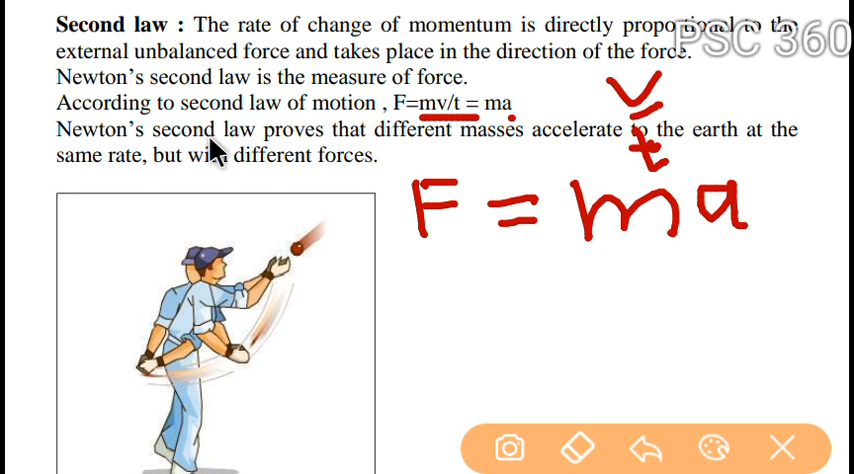 Second law : The rate of change of momentum is directly proportional to the
external unbalanced force and takes place in the direction of the force.
PSC 360
Newton's second law is the measure of force.
According to second law of motion , F=mv/t = ma
v
t
Newton's second law proves that different masses accelerate to the earth at the
same rate, but with different forces.
F = ma